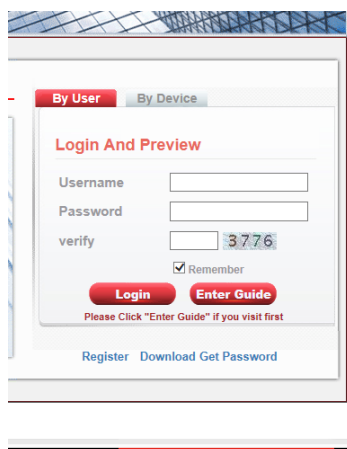 By User By Device
Login And Preview
Username
Password
verify 3776
Remember
Login Enter Guide
Please Click "Enter Guide" if you visit first
Register Download Get Password